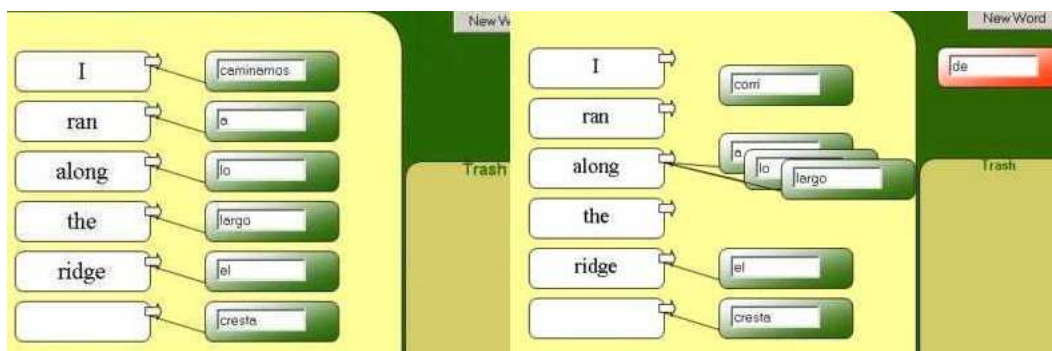 New W
I caminamos
ran a
along lo
Trash
the largo
ridge el
cresta
New Word
I
de
corrí
ran
a
along lo
largo
Trash
the
ridge el
cresta